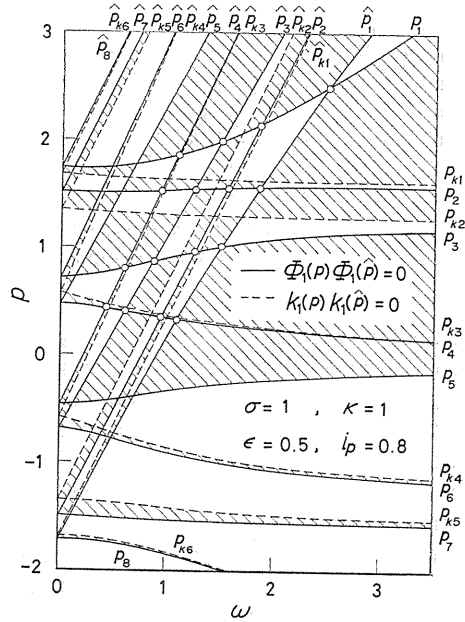 p̂k6 p̂7 p̂k5 p̂6 p̂k4 p̂5 p̂4 p̂k3 p̂3 p̂k2 p̂2 p̂1 p1
p̂8 p̂k1
3
2
1
0
-1
-2
p
pk1
p2
pk2
p3
pk3
p4
p5
pk4
p6
pk5
p7
Φ1(p) Φ1(p̂) = 0
k1(p) k1(p̂) = 0
σ = 1 , κ = 1
ϵ = 0.5 , ip = 0.8
p8 pk6
0 1 2 3
ω